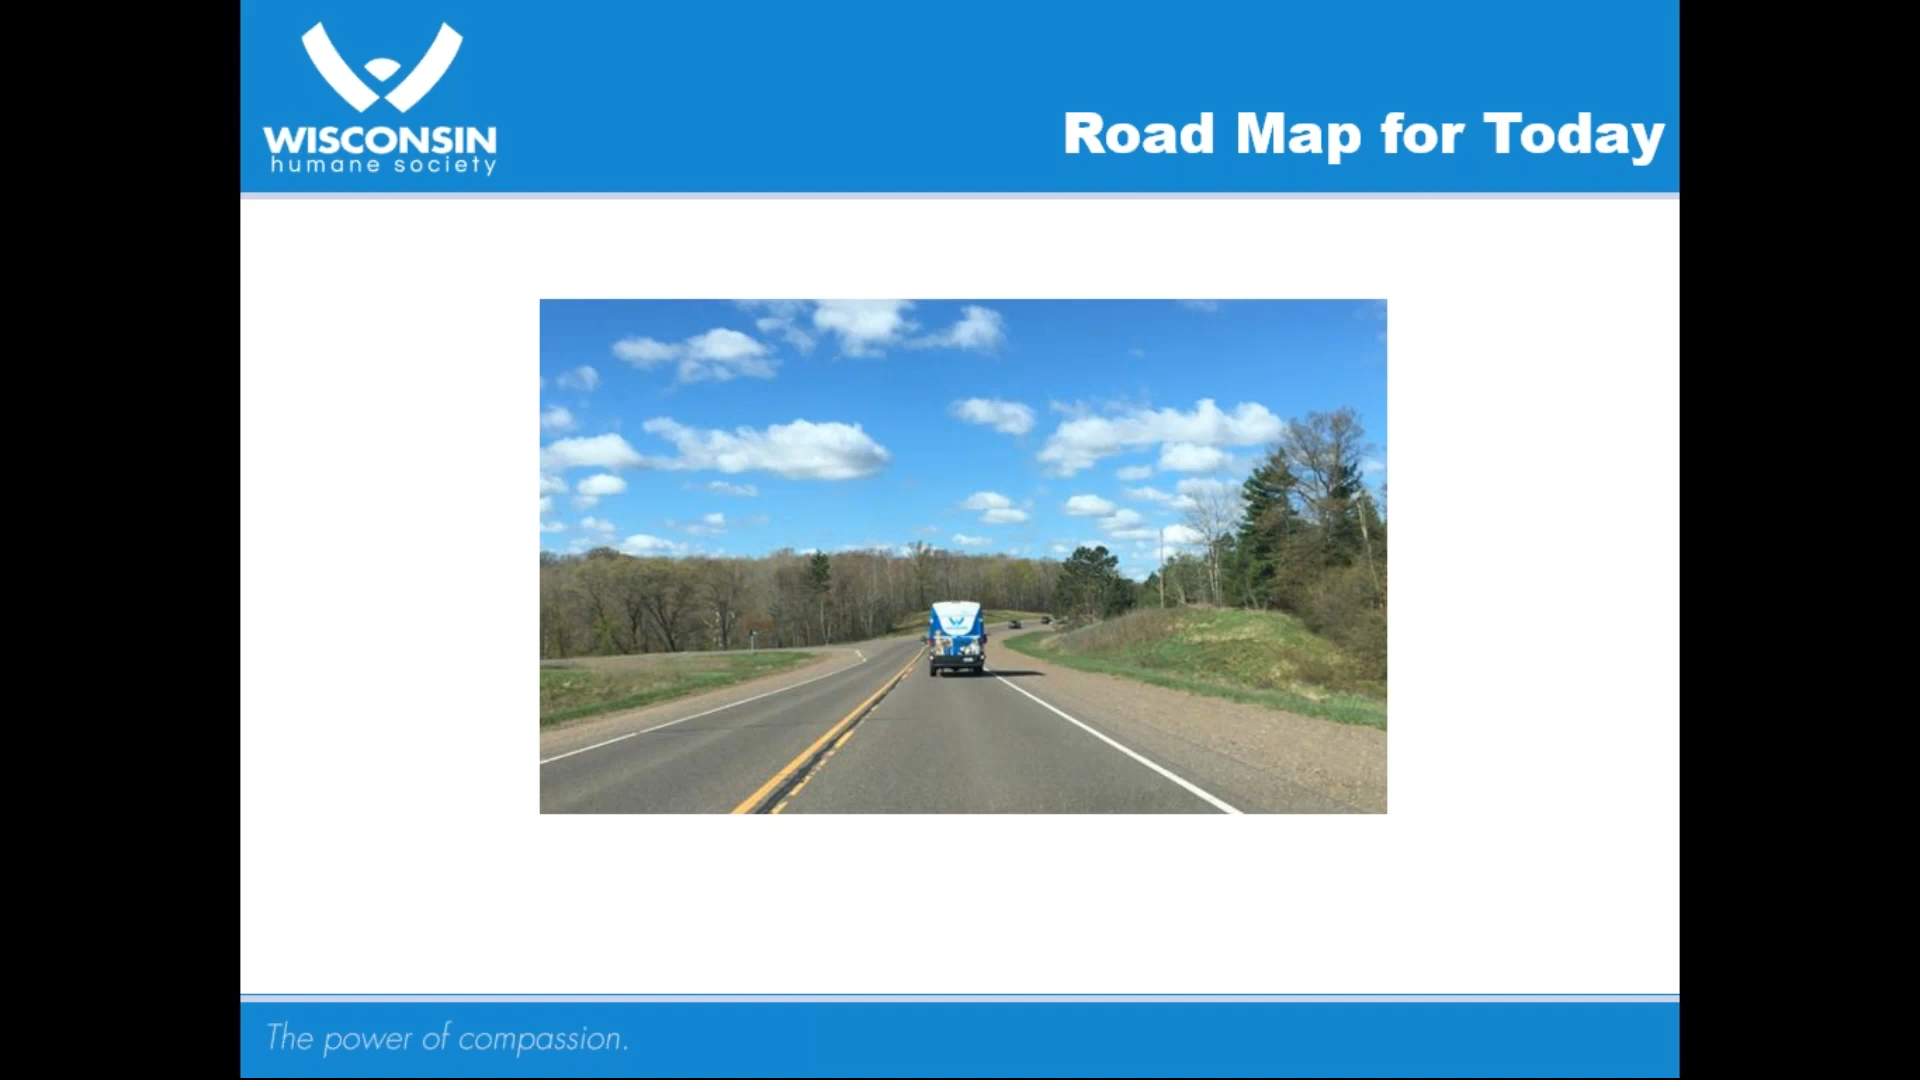 WISCONSIN
humane society
Road Map for Today
The power of compassion.